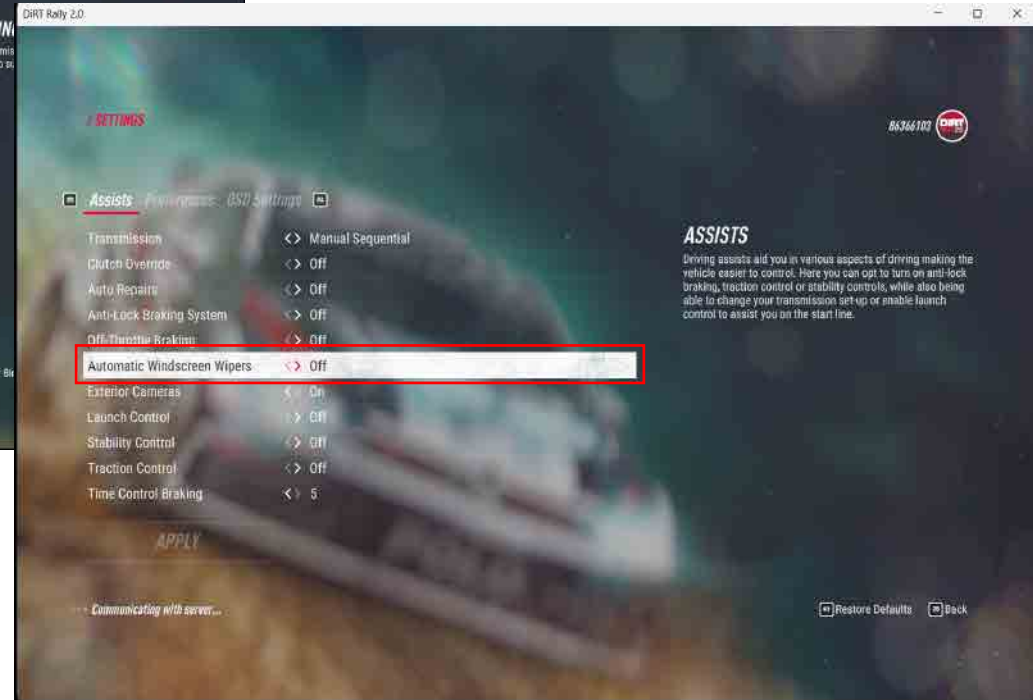 DiRT Rally 2.0
SETTINGS
86366103
DiRT
Assists Preferences OSD Settings
Transmission Manual Sequential
Clutch Override Off
Auto Repairs Off
Anti-Lock Braking System Off
Off-Throttle Braking Off
Automatic Windscreen Wipers Off
Exterior Cameras On
Launch Control Off
Stability Control Off
Traction Control Off
Time Control Braking 5
APPLY
ASSISTS
Driving assists aid you in various aspects of driving making the
vehicle easier to control. Here you can opt to turn on anti-lock
braking, traction control or stability controls, while also being
able to change your transmission set-up or enable launch
control to assist you on the start line.
Communicating with server...
Restore Defaults Back